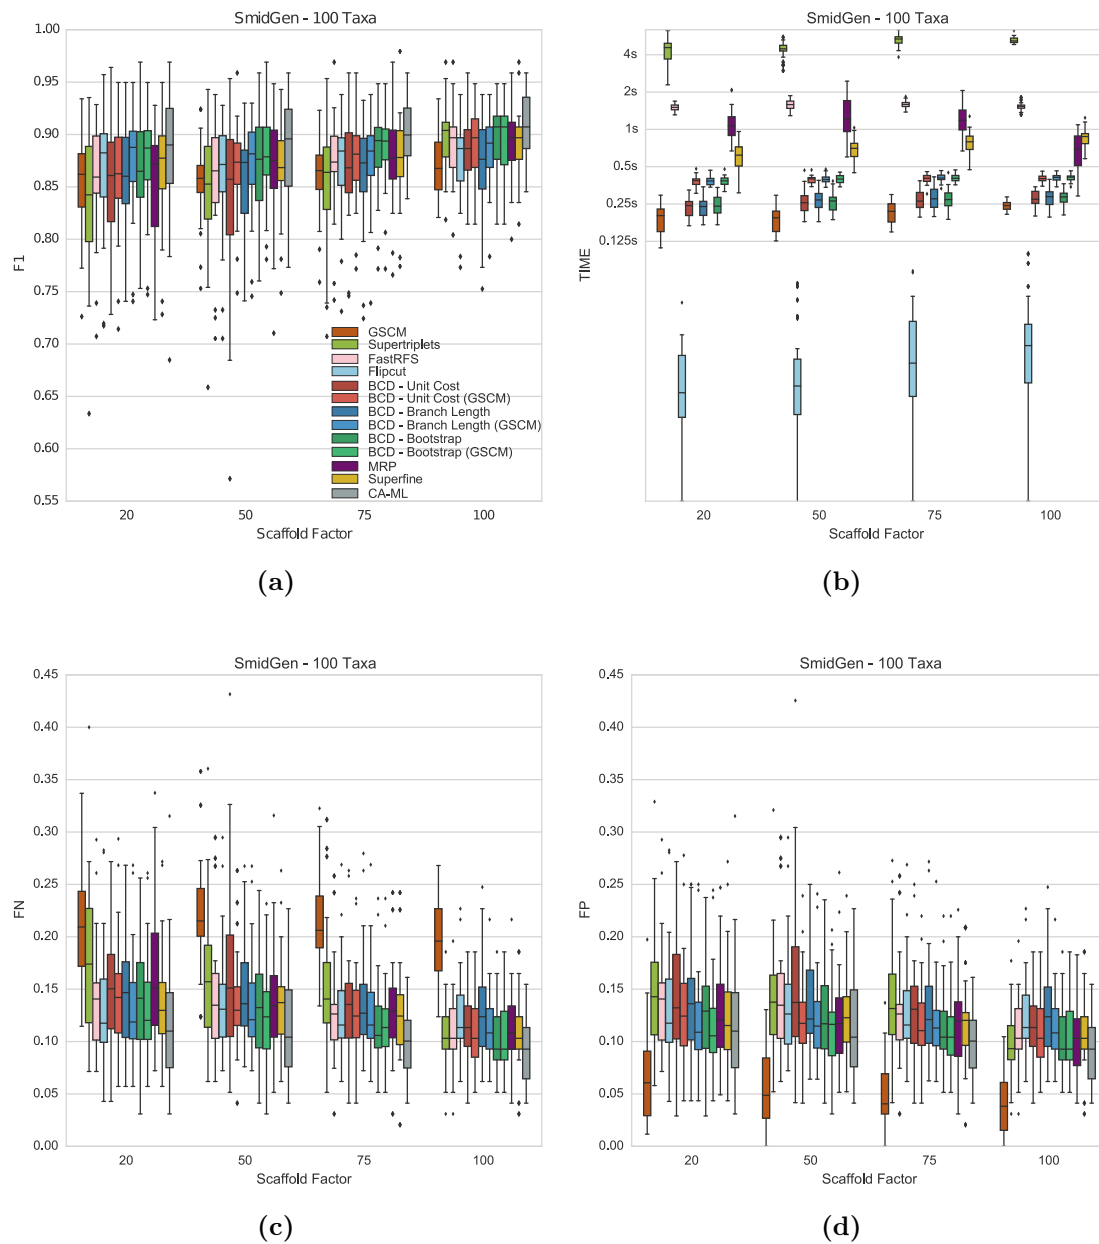 SmidGen - 100 Taxa
1.00
0.95
0.90
0.85
0.80
0.75
0.70
0.65
0.60
0.55
F1
GSCM
Supertriplets
FastRFS
Flipcut
BCD - Unit Cost
BCD - Unit Cost (GSCM)
BCD - Branch Length
BCD - Branch Length (GSCM)
BCD - Bootstrap
BCD - Bootstrap (GSCM)
MRP
Superfine
CA-ML
20 50 75 100
Scaffold Factor
(a)
SmidGen - 100 Taxa
4s
2s
1s
0.5s
0.25s
0.125s
TIME
20 50 75 100
Scaffold Factor
(b)
SmidGen - 100 Taxa
0.45
0.40
0.35
0.30
0.25
0.20
0.15
0.10
0.05
0.00
FN
20 50 75 100
Scaffold Factor
(c)
SmidGen - 100 Taxa
0.45
0.40
0.35
0.30
0.25
0.20
0.15
0.10
0.05
0.00
FP
20 50 75 100
Scaffold Factor
(d)